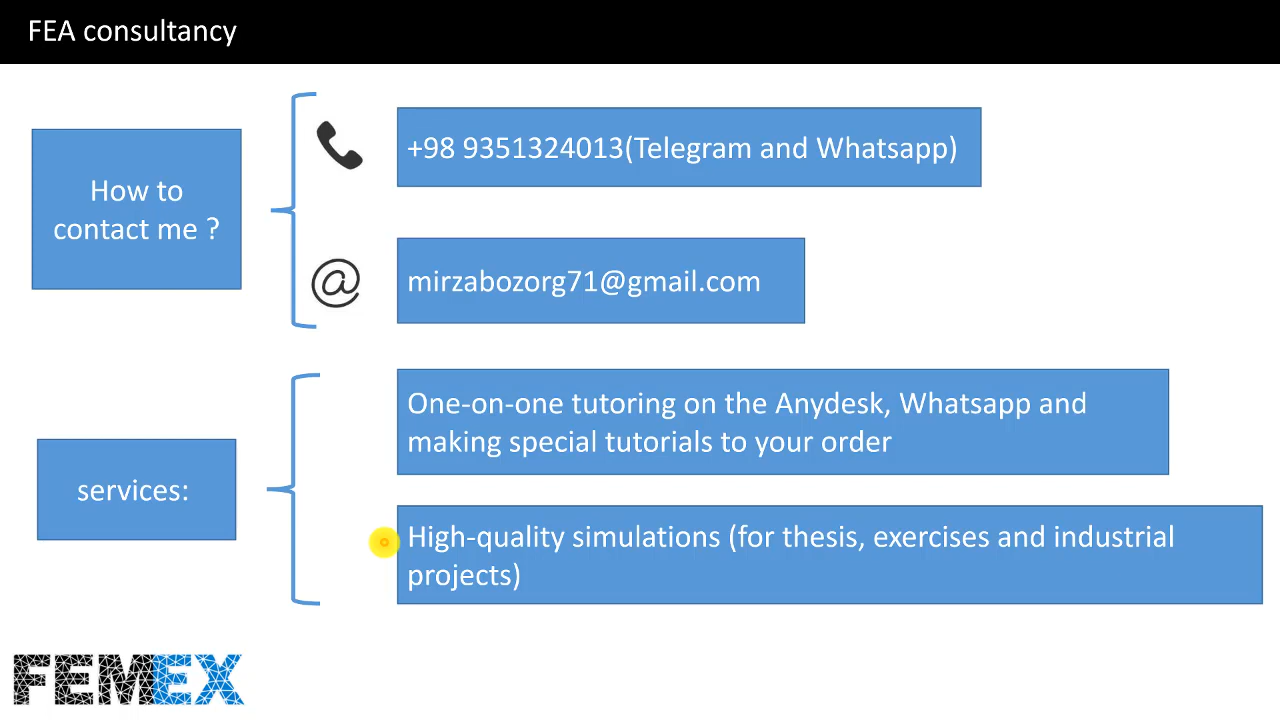 FEA consultancy
How to
contact me ?
+98 9351324013(Telegram and Whatsapp)
@
mirzabozorg71@gmail.com
services:
One-on-one tutoring on the Anydesk, Whatsapp and
making special tutorials to your order
High-quality simulations (for thesis, exercises and industrial
projects)
FEMEX